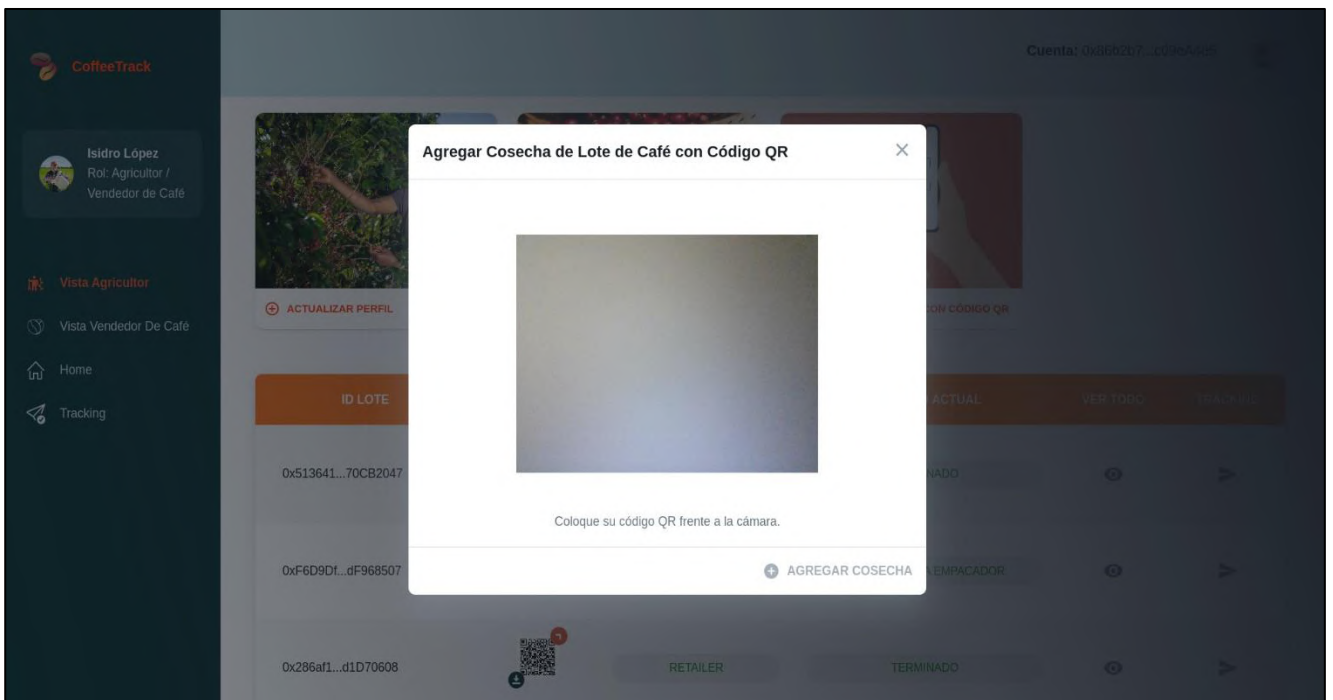 CoffeeTrack
Cuenta:
Isidro López
Rol: Agricultor /
Vendedor de Café
Vista Agricultor
Vista Vendedor De Café
Home
Tracking
Agregar Cosecha de Lote de Café con Código QR
Coloque su código QR frente a la cámara.
AGREGAR COSECHA
ACTUALIZAR PERFIL
CON CÓDIGO QR
ID LOTE
ACTUAL
VER TODO
TRACKING
0x513641...70CB2047
NADO
0xF6D9Df...dF968507
EMPACADOR
0x286af1...d1D70608
RETAILER
TERMINADO